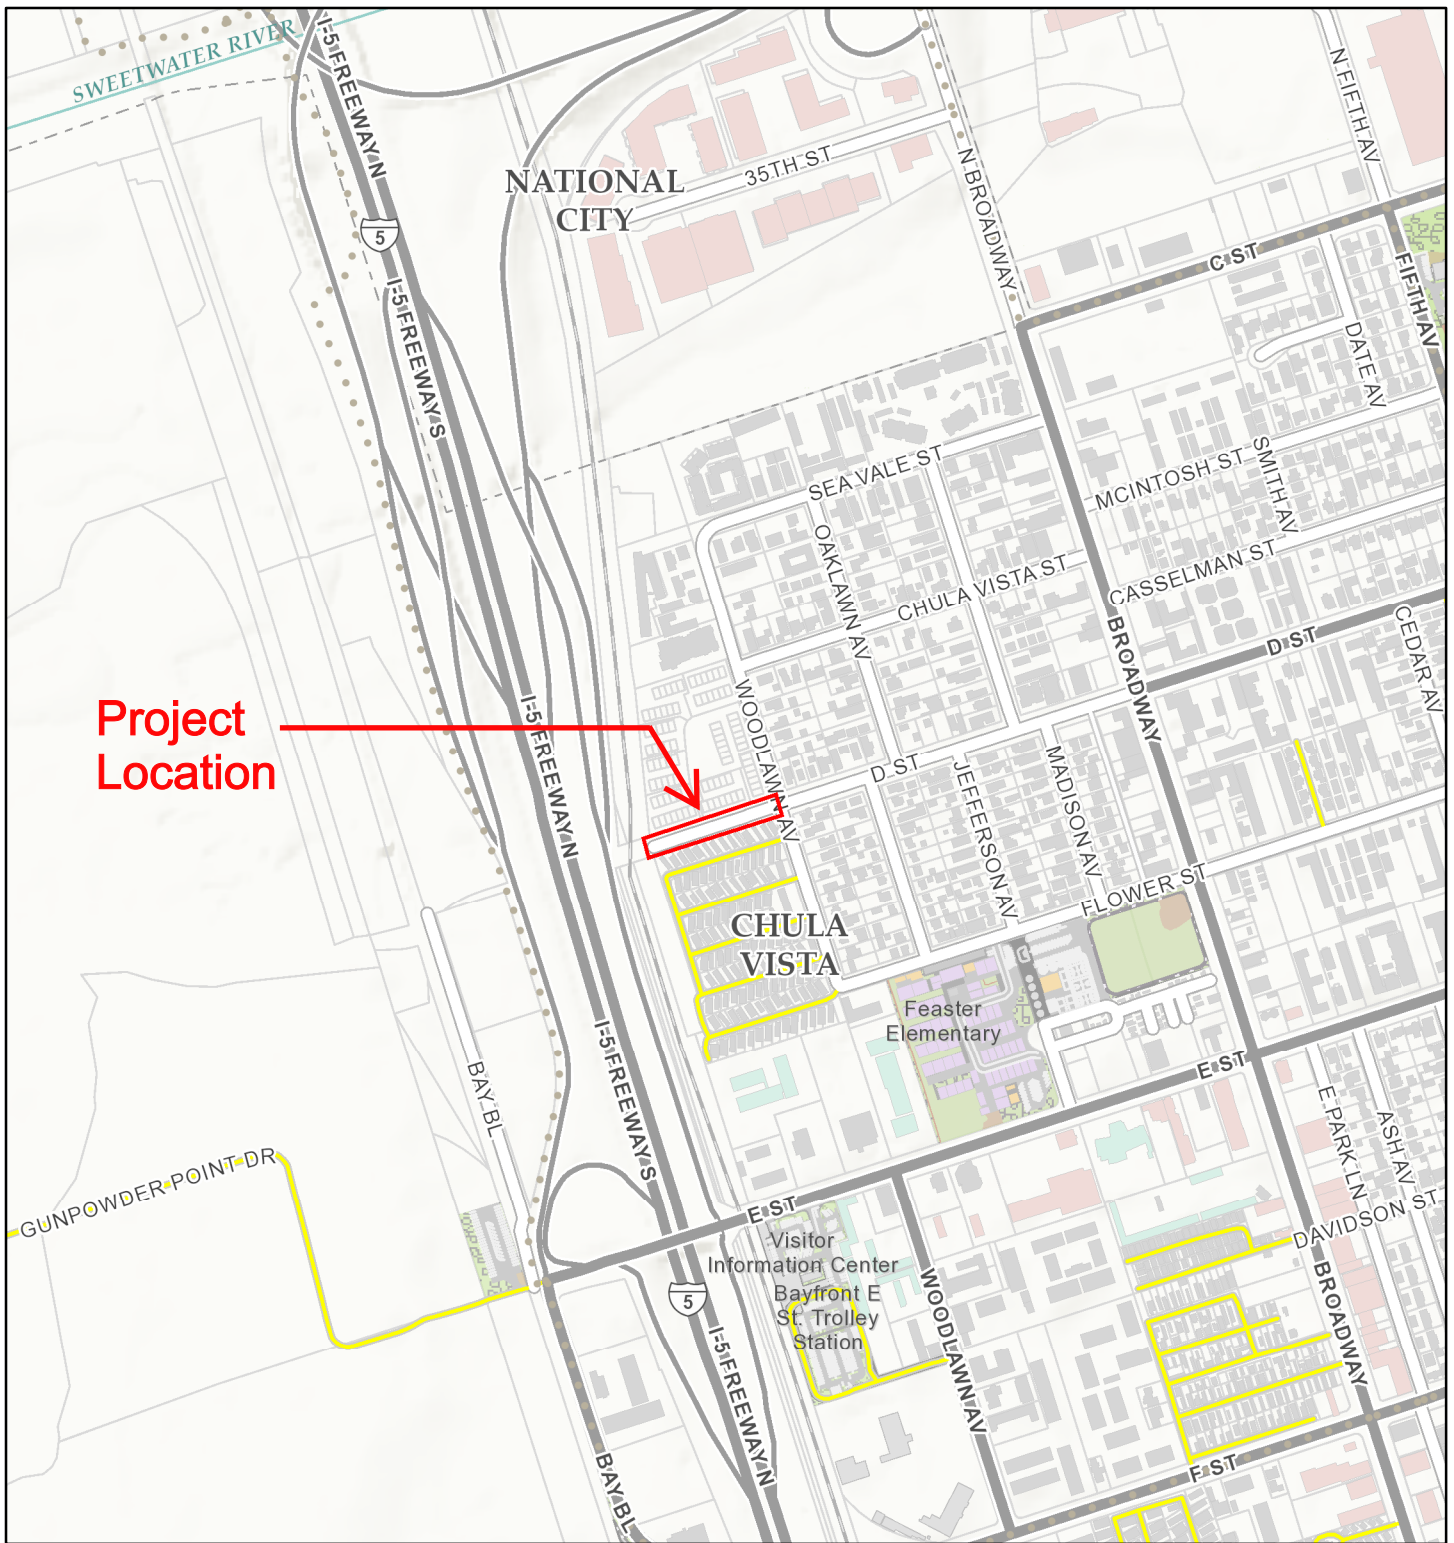 SWEETWATER RIVER
I-5 FREEWAY N
N FIFTH AV
35TH ST
N BROADWAY
NATIONAL
CITY
5
C ST
FIFTH AV
I-5 FREEWAY S
DATE AV
SEA VALE ST
MCINTOSH ST
SMITH AV
OAKLAWN AV
CHULA VISTA ST
CASSELMAN ST
BROADWAY
D ST
CEDAR AV
Project
Location
I-5 FREEWAY N
WOODLAWN AV
D ST
JEFFERSON AV
MADISON AV
FLOWER ST
CHULA
VISTA
Feaster
Elementary
I-5 FREEWAY S
BAY BL
E ST
E PARK LN
ASH AV
GUNPOWDER POINT DR
E ST
DAVIDSON ST
Visitor
Information Center
Bayfront E
St. Trolley
Station
5
WOODLAWN AV
BROADWAY
I-5 FREEWAY N
BAY BL
F ST